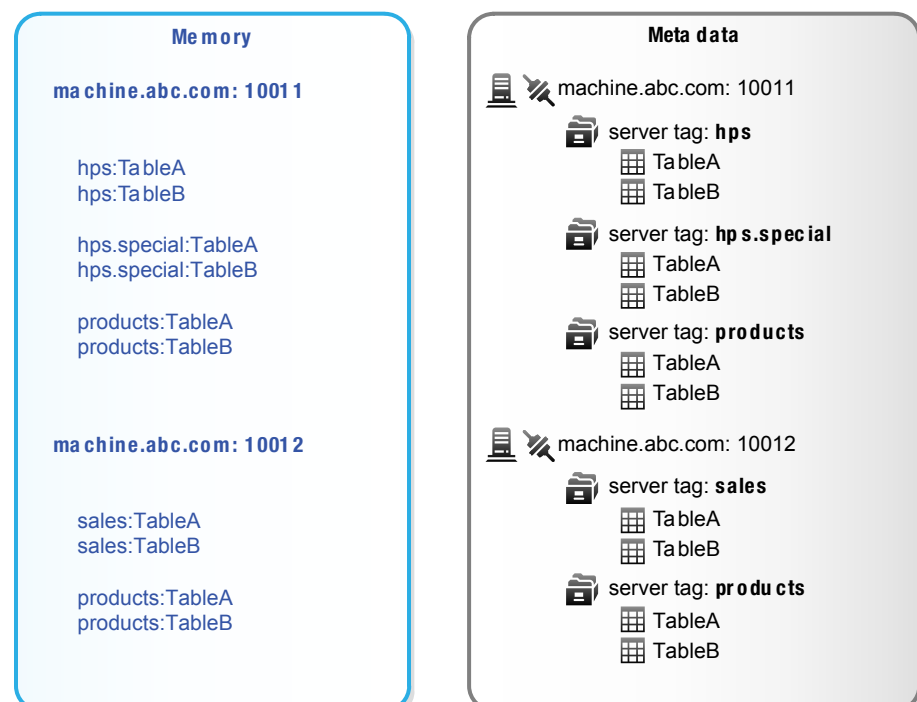 Memory
machine.abc.com: 10011
hps:TableA
hps:TableB
hps.special:TableA
hps.special:TableB
products:TableA
products:TableB
machine.abc.com: 10012
sales:TableA
sales:TableB
products:TableA
products:TableB
Meta data
machine.abc.com: 10011
server tag: hps
TableA
TableB
server tag: hps.special
TableA
TableB
server tag: products
TableA
TableB
machine.abc.com: 10012
server tag: sales
TableA
TableB
server tag: products
TableA
TableB